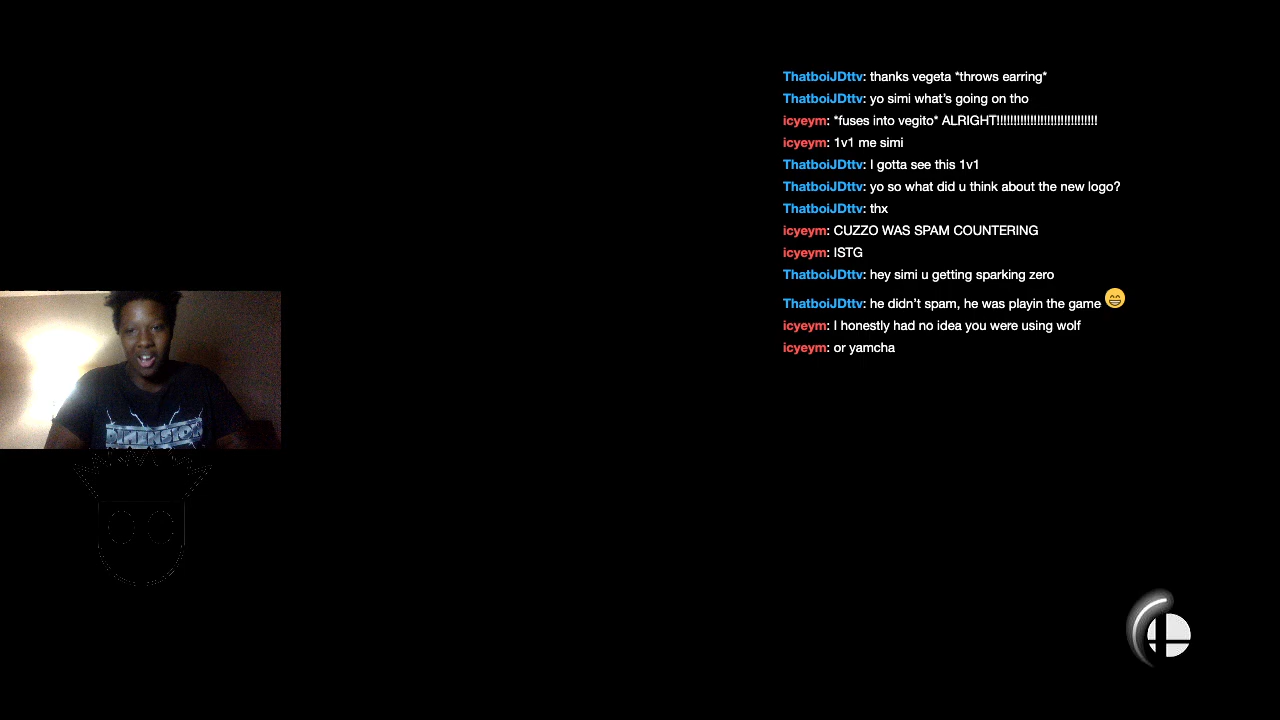 ThatboiJDttv: thanks vegeta *throws earring*
ThatboiJDttv: yo simi what's going on tho
icyeym: *fuses into vegito* ALRIGHT!!!!!!!!!!!!!!!!!!!!!!!!!!!!!!
icyeym: 1v1 me simi
ThatboiJDttv: I gotta see this 1v1
ThatboiJDttv: yo so what did u think about the new logo?
ThatboiJDttv: thx
icyeym: CUZZO WAS SPAM COUNTERING
icyeym: ISTG
ThatboiJDttv: hey simi u getting sparking zero
ThatboiJDttv: he didn't spam, he was playin the game 😄
icyeym: I honestly had no idea you were using wolf
icyeym: or yamcha
DIMENSION